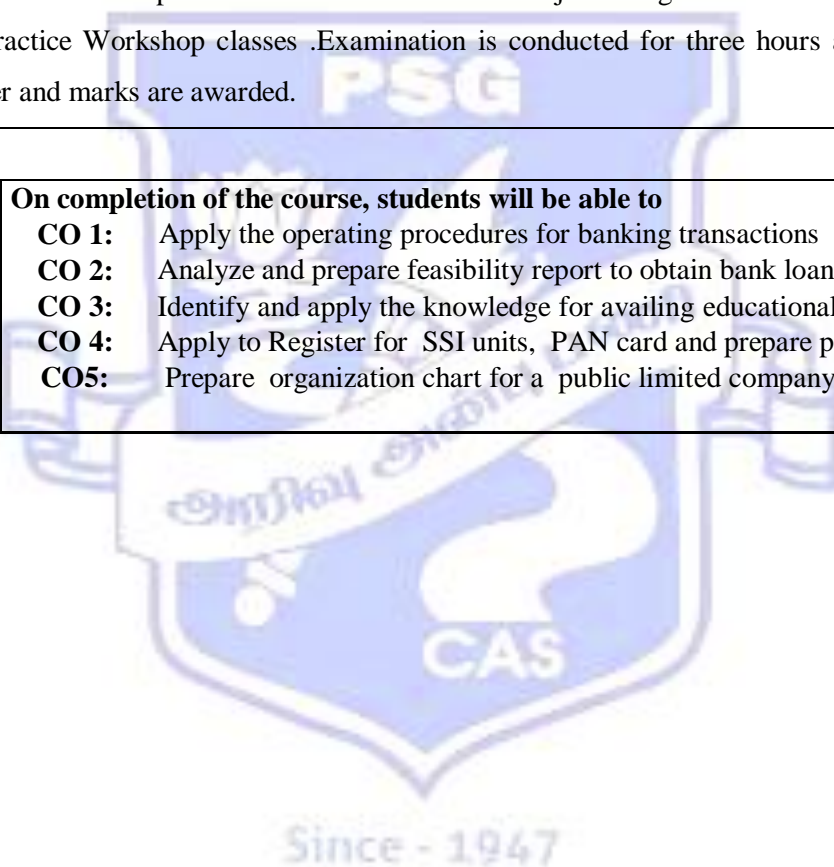 ractice Workshop classes .Examination is conducted for three hours
er and marks are awarded.
PSG
On completion of the course, students will be able to
CO 1: Apply the operating procedures for banking transactions
CO 2: Analyze and prepare feasibility report to obtain bank loan
CO 3: Identify and apply the knowledge for availing educational
CO 4: Apply to Register for SSI units, PAN card and prepare p
CO5: Prepare organization chart for a public limited company
அறிவு அன்பு
CAS
Since - 1947